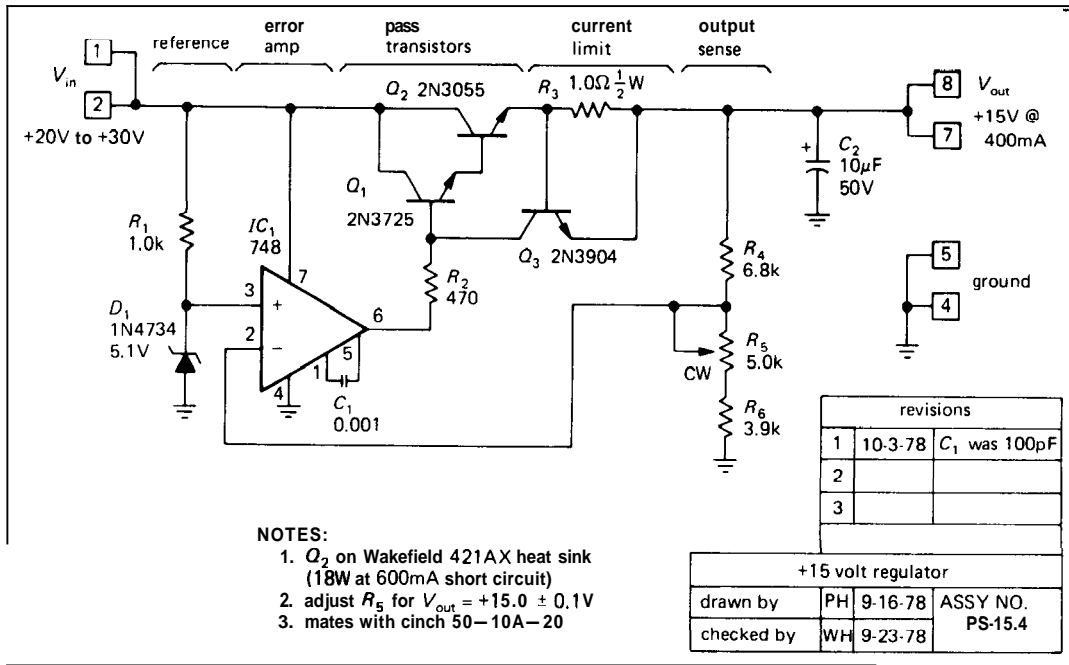 reference
error
amp
pass
transistors
current
limit
output
sense
1
V_in
2
+20V to +30V
Q₂ 2N3055
R₃
1.0Ω ½ W
8
V_out
+15V @
400mA
7
+
C₂
10μF
50V
Q₁
2N3725
R₁
1.0k
IC₁
748
7
Q₃ 2N3904
R₄
6.8k
5
ground
4
R₂
470
3
+
6
D₁
1N4734
5.1V
2
−
5
1
4
C₁
0.001
R₅
5.0k
CW
R₆
3.9k
revisions
1 10-3-78 C₁ was 100pF
2
3
NOTES:
1. Q₂ on Wakefield 421AX heat sink
(18W at 600mA short circuit)
2. adjust R₅ for V_out = +15.0 ± 0.1V
3. mates with cinch 50–10A–20
+15 volt regulator
drawn by PH 9-16-78 ASSY NO.
PS-15.4
checked by WH 9-23-78